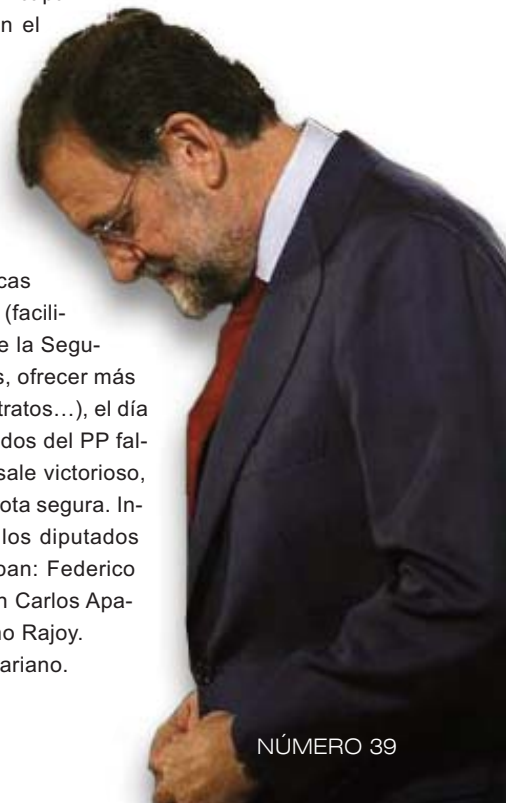 n el
cas
(facili-
e la Segu-
s, ofrecer más
tratos…), el día
dos del PP fal-
sale victorioso,
ota segura. In-
los diputados
ban: Federico
n Carlos Apa-
no Rajoy.
ariano.
NÚMERO 39